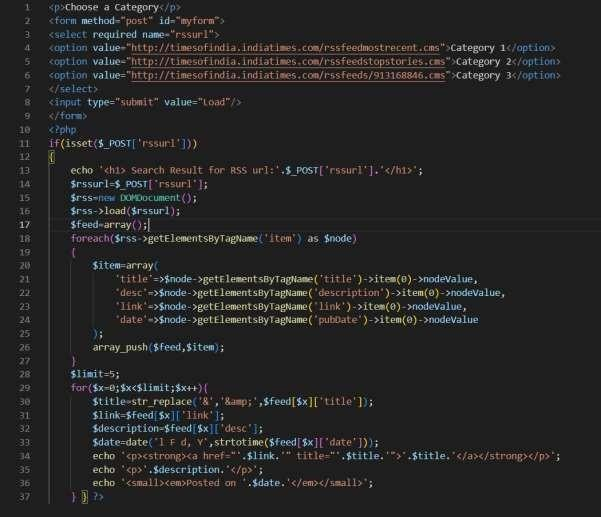 1 <p>Choose a Category</p>
2 <form method="post" id="myform">
3 <select required name="rssurl">
4 <option value="http://timesofindia.indiatimes.com/rssfeedmostrecent.cms">Category 1</option>
5 <option value="http://timesofindia.indiatimes.com/rssfeedstopstories.cms">Category 2</option>
6 <option value="http://timesofindia.indiatimes.com/rssfeeds/913168846.cms">Category 3</option>
7 </select>
8 <input type="submit" value="Load"/>
9 </form>
10 <?php
11 if(isset($_POST['rssurl']))
12 {
13 echo '<h1> Search Result for RSS url:'.$_POST['rssurl'].'</h1>';
14 $rssurl=$_POST['rssurl'];
15 $rss=new DOMDocument();
16 $rss->load($rssurl);
17 $feed=array();
18 foreach($rss->getElementsByTagName('item') as $node)
19 {
20 $item=array(
21 'title'=>$node->getElementsByTagName('title')->item(0)->nodeValue,
22 'desc'=>$node->getElementsByTagName('description')->item(0)->nodeValue,
23 'link'=>$node->getElementsByTagName('link')->item(0)->nodeValue,
24 'date'=>$node->getElementsByTagName('pubDate')->item(0)->nodeValue
25 );
26 array_push($feed,$item);
27 }
28 $limit=5;
29 for($x=0;$x<$limit;$x++){
30 $title=str_replace('&','&amp;',$feed[$x]['title']);
31 $link=$feed[$x]['link'];
32 $description=$feed[$x]['desc'];
33 $date=date('l F d, Y',strtotime($feed[$x]['date']));
34 echo '<p><strong><a href="'.$link.'" title="'.$title.'">'.$title.'</a></strong></p>';
35 echo '<p>'.$description.'</p>';
36 echo '<small><em>Posted on '.$date.'</em></small>';
37 } } ?>